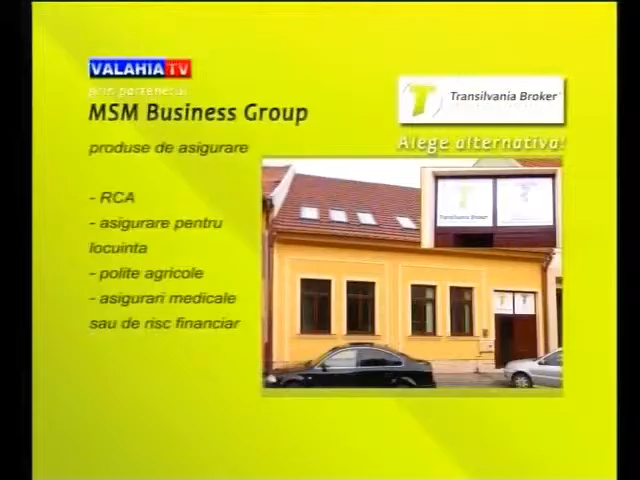 VALAHIA TV
prin partenerul
MSM Business Group
Transilvania Broker
Alege alternativa!
produse de asigurare
- RCA
- asigurare pentru
locuinta
- polite agricole
- asigurari medicale
sau de risc financiar
Transilvania Broker